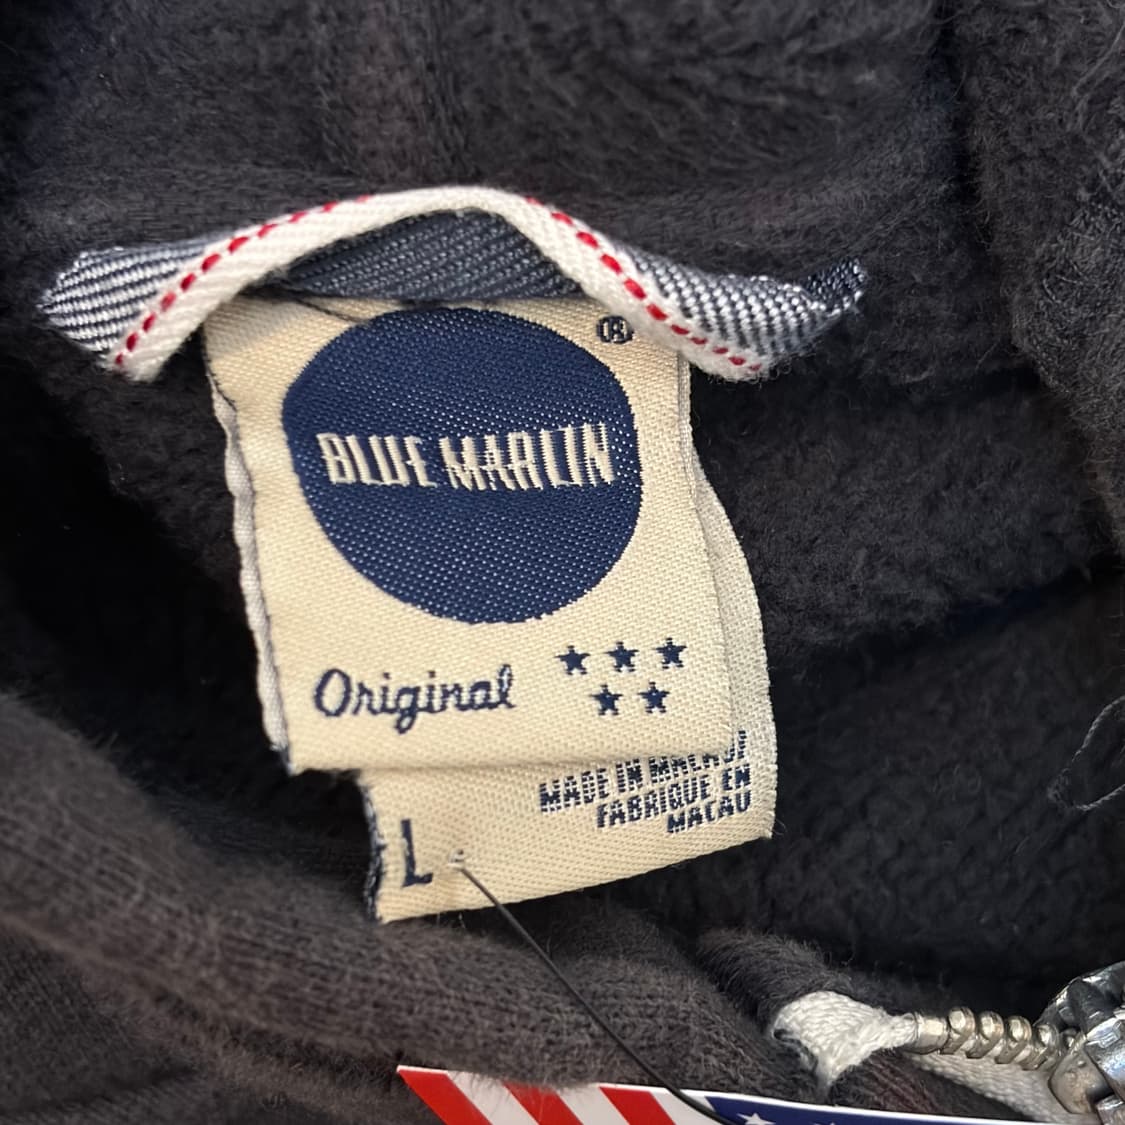 ®
BLUE MARLIN
Original
MADE IN MACAU/
FABRIQUE EN
MACAU
L